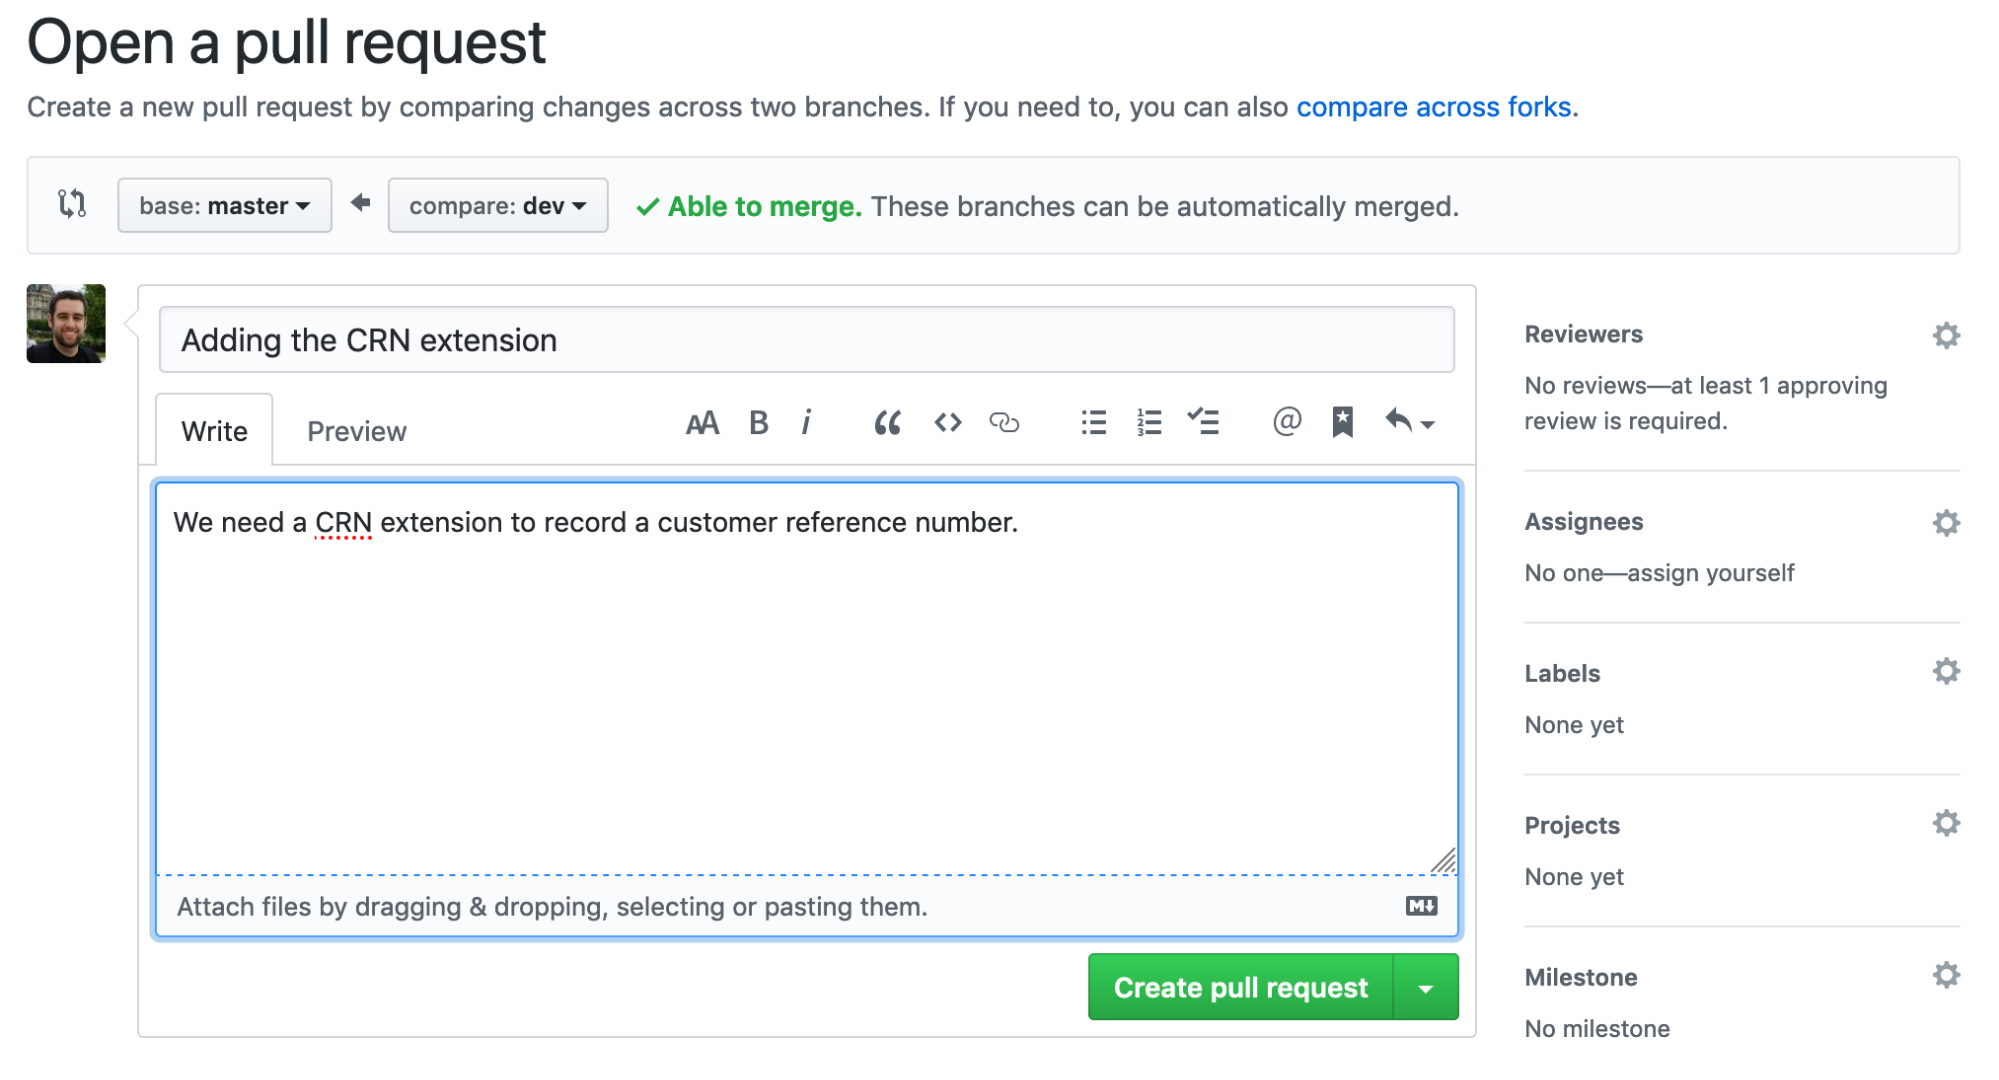 Open a pull request
Create a new pull request by comparing changes across two branches. If you need to, you can also compare across forks.
base: master compare: dev Able to merge. These branches can be automatically merged.
Adding the CRN extension
Write Preview AA B i @
We need a CRN extension to record a customer reference number.
Attach files by dragging & dropping, selecting or pasting them. M
Create pull request
Reviewers
No reviews—at least 1 approving
review is required.
Assignees
No one—assign yourself
Labels
None yet
Projects
None yet
Milestone
No milestone